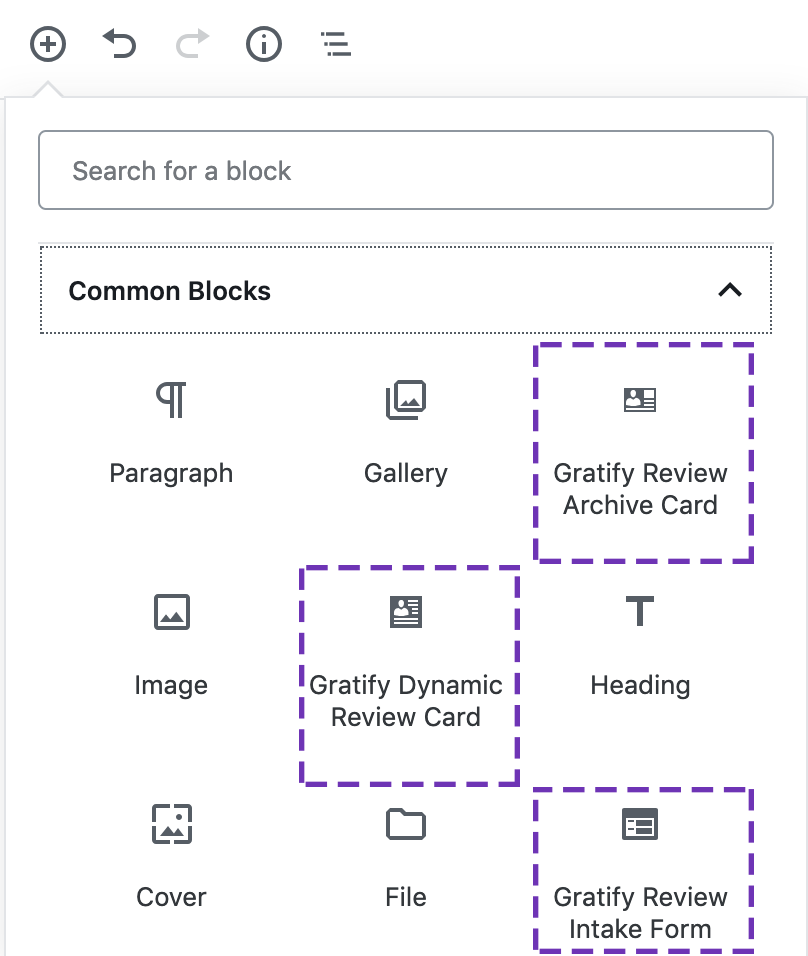 Search for a block
Common Blocks
Paragraph
Gallery
Gratify Review
Archive Card
Image
Gratify Dynamic
Review Card
Heading
Cover
File
Gratify Review
Intake Form